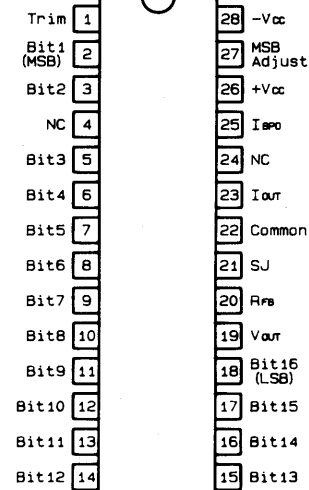 Trim 1 28 -Vcc
Bit1 (MSB) 2 27 MSB Adjust
Bit2 3 26 +Vcc
NC 4 25 IBPO
Bit3 5 24 NC
Bit4 6 23 IOUT
Bit5 7 22 Common
Bit6 8 21 SJ
Bit7 9 20 RFB
Bit8 10 19 VOUT
Bit9 11 18 Bit16 (LSB)
Bit10 12 17 Bit15
Bit11 13 16 Bit14
Bit12 14 15 Bit13